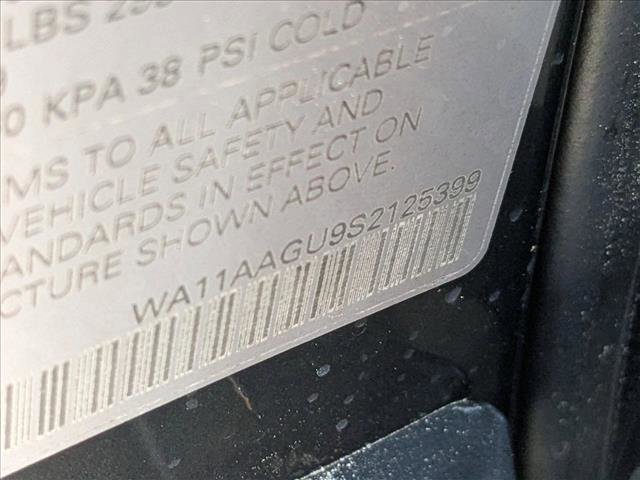 LBS
KPA 38 PSI COLD
MS TO ALL APPLICABLE
VEHICLE SAFETY AND
ANDARDS IN EFFECT ON
CTURE SHOWN ABOVE.
WA11AAGU9S2125399